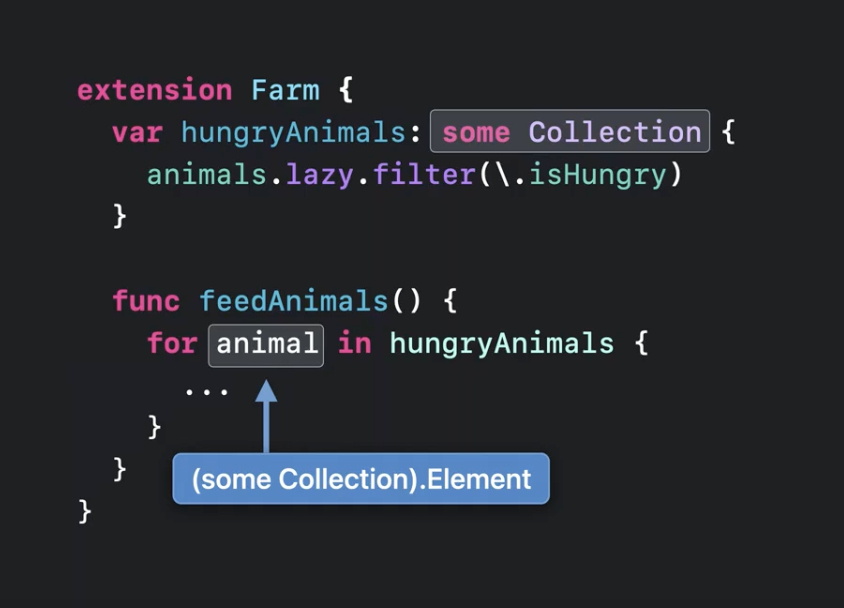 extension Farm {
var hungryAnimals: some Collection {
animals.lazy.filter(\.isHungry)
}
func feedAnimals() {
for animal in hungryAnimals {
...
}
(some Collection).Element
}
}